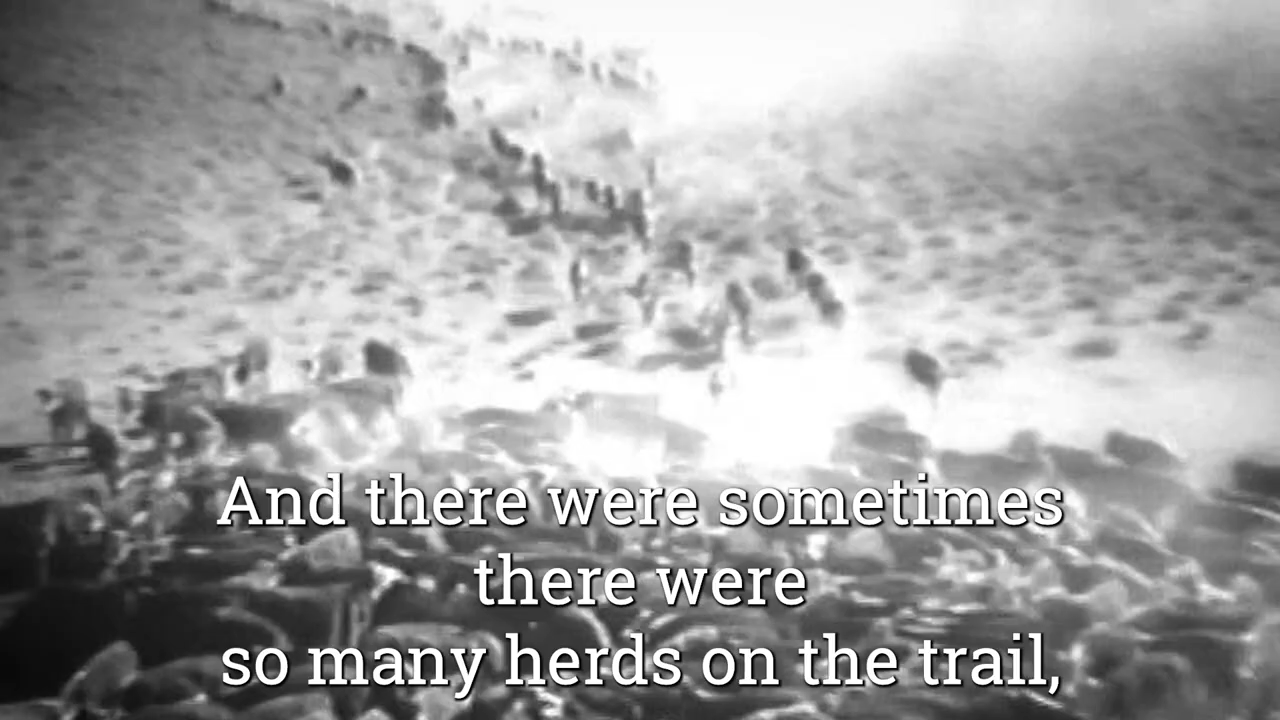 And there were sometimes
there were
so many herds on the trail,